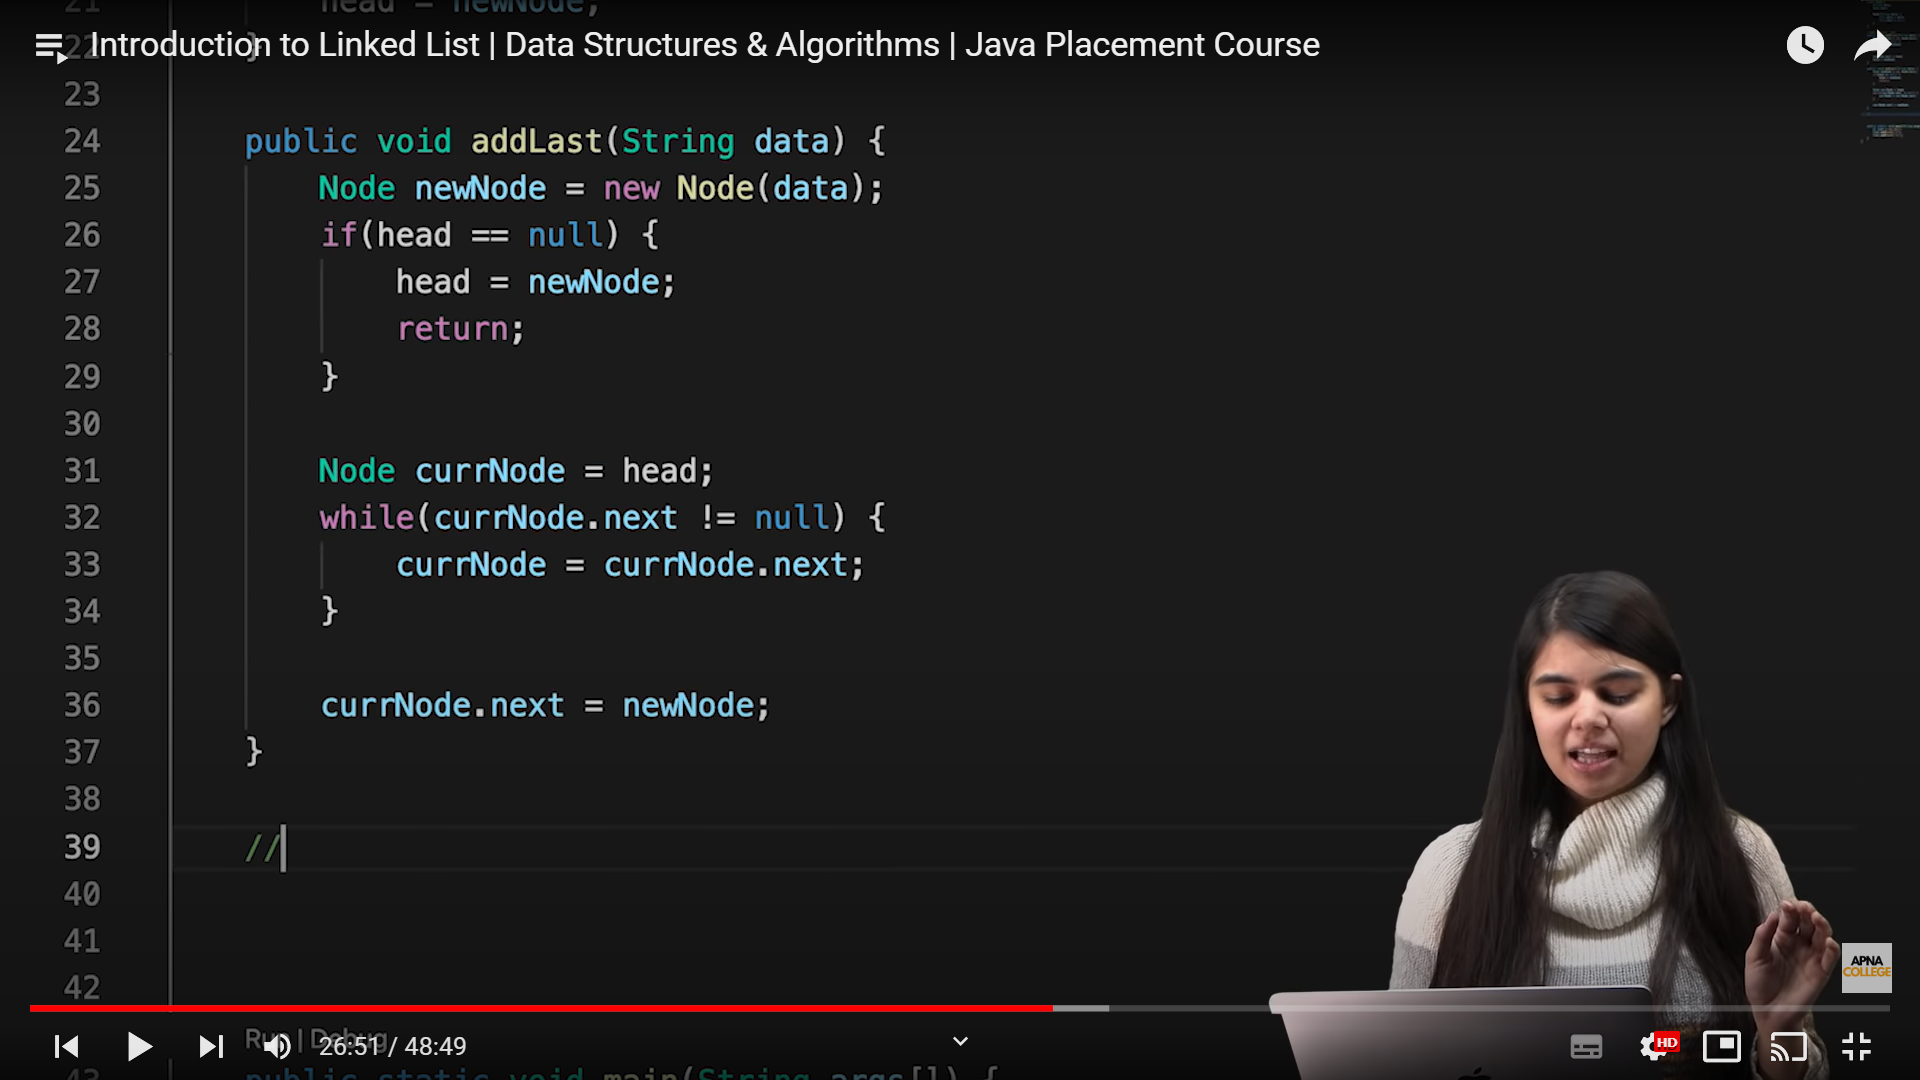 21 head = newNode;
22 }
Introduction to Linked List | Data Structures & Algorithms | Java Placement Course
23
24 public void addLast(String data) {
25 Node newNode = new Node(data);
26 if(head == null) {
27 head = newNode;
28 return;
29 }
30
31 Node currNode = head;
32 while(currNode.next != null) {
33 currNode = currNode.next;
34 }
35
36 currNode.next = newNode;
37 }
38
39 //
40
41
42
APNA
COLLEGE
Run | Debug
26:51 / 48:49
HD
43 public static void main(String args[]) {